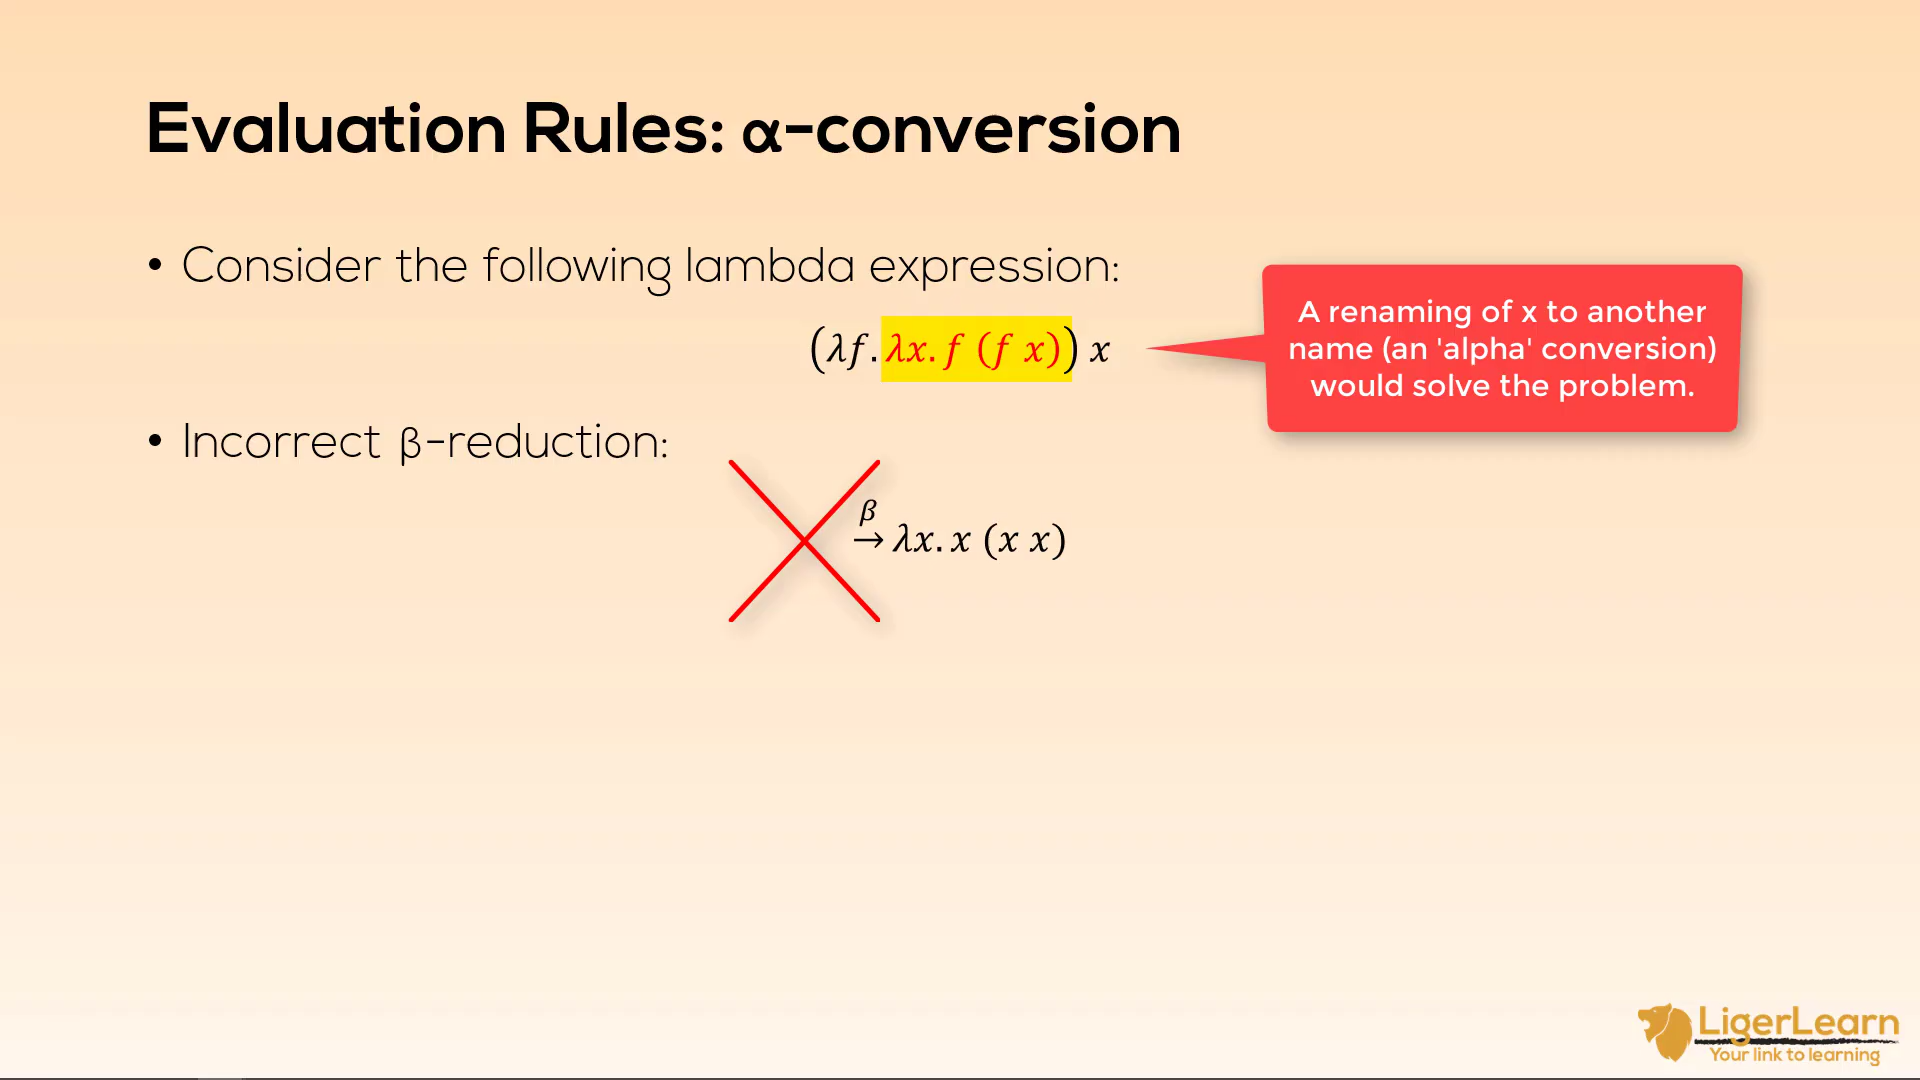 Evaluation Rules: α-conversion
• Consider the following lambda expression:
(λf.λx.f (f x)) x
A renaming of x to another
name (an 'alpha' conversion)
would solve the problem.
• Incorrect β-reduction:
β
→ λx.x (x x)
LigerLearn
Your link to learning